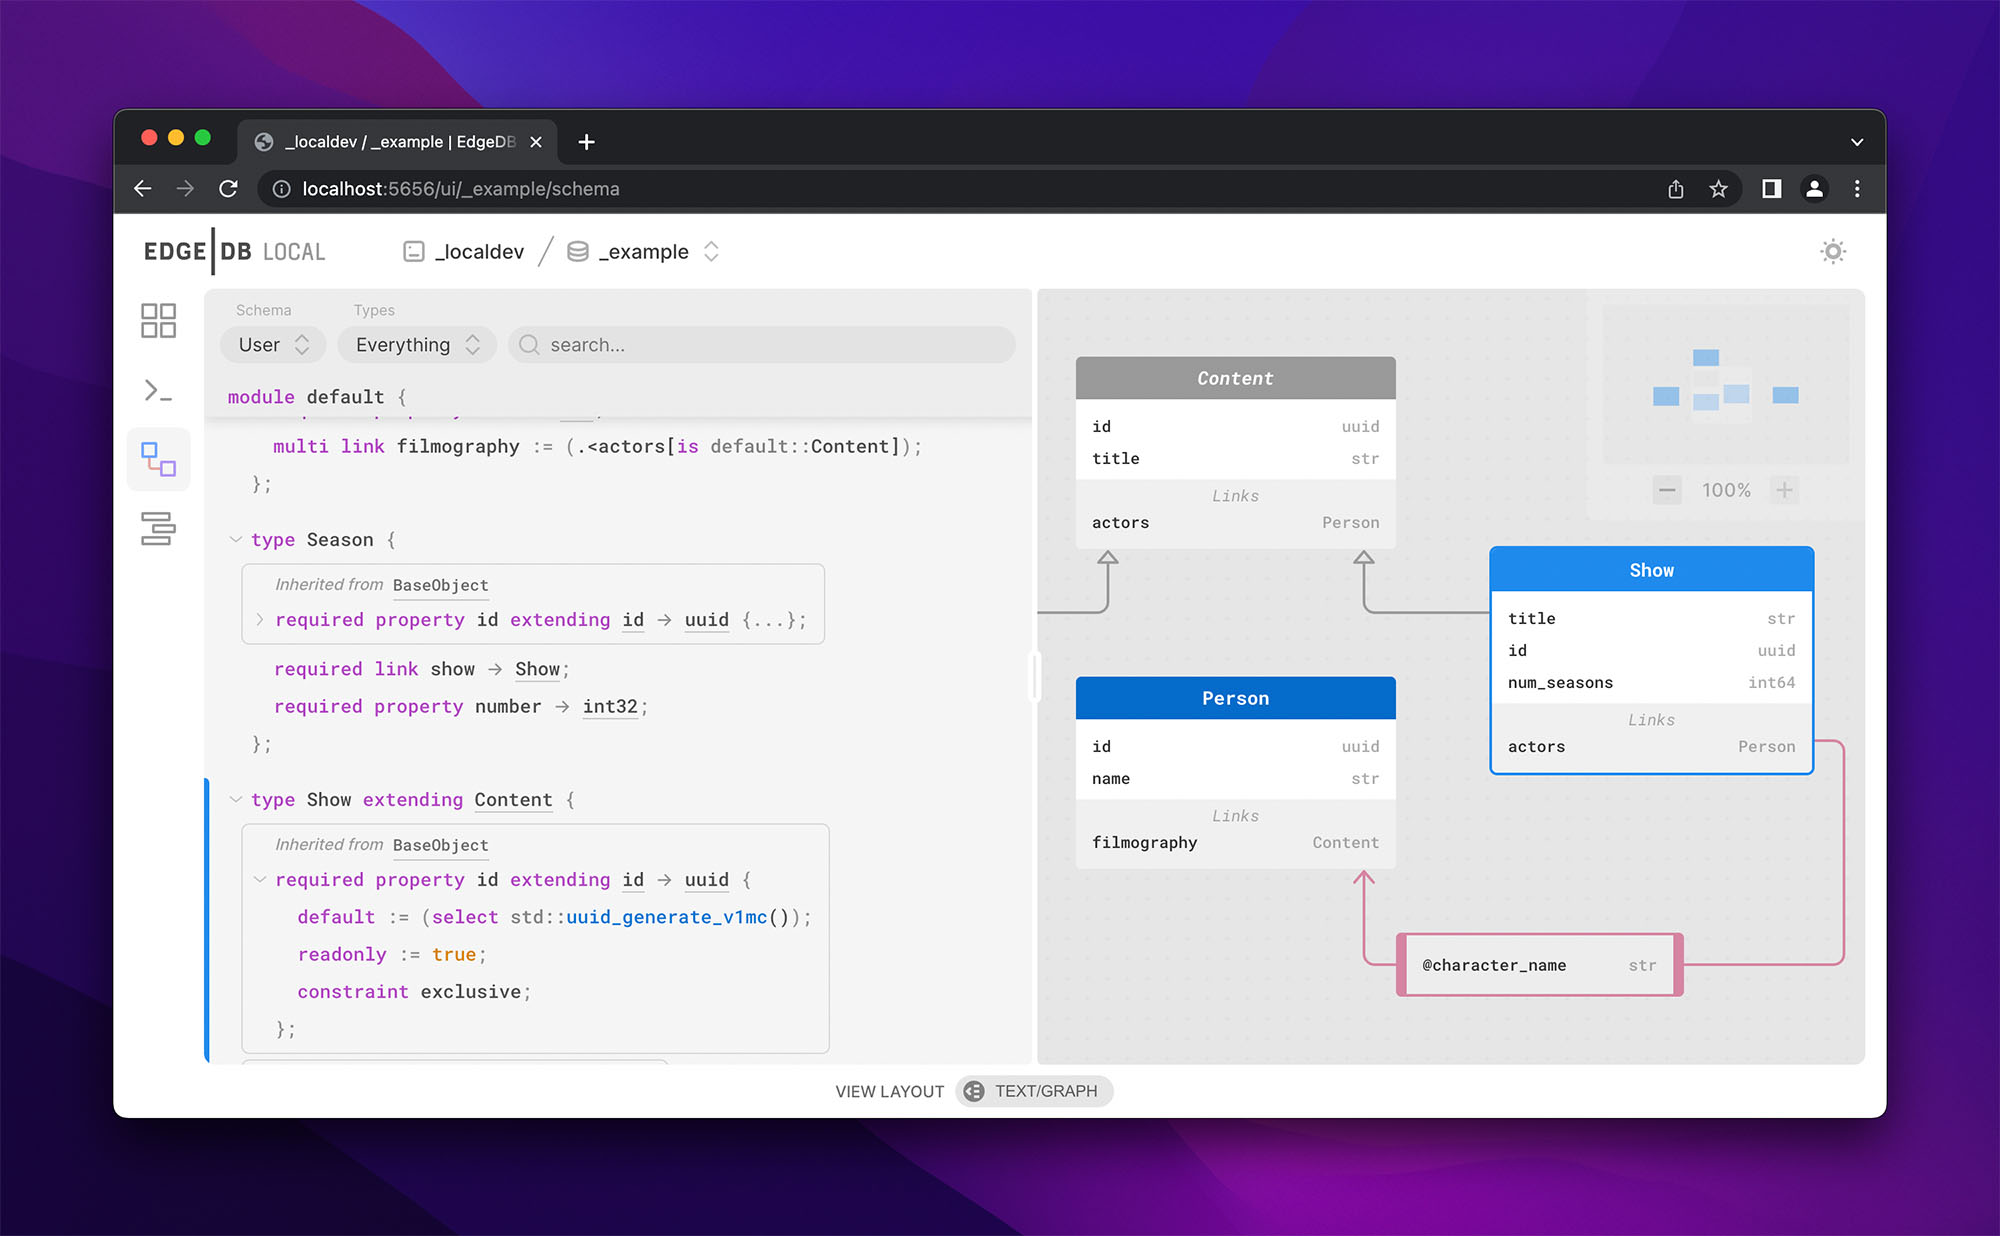 _localdev / _example | EdgeDB
localhost:5656/ui/_example/schema
EDGE|DB LOCAL
_localdev / _example
Schema Types
User Everything search...
module default {
multi link filmography := (.<actors[is default::Content]);
};
type Season {
Inherited from BaseObject
required property id extending id → uuid {...};
required link show → Show;
required property number → int32;
};
type Show extending Content {
Inherited from BaseObject
required property id extending id → uuid {
default := (select std::uuid_generate_v1mc());
readonly := true;
constraint exclusive;
};
Content
id uuid
title str
Links
actors Person
100%
Show
title str
id uuid
num_seasons int64
Links
actors Person
Person
id uuid
name str
Links
filmography Content
@character_name str
VIEW LAYOUT TEXT/GRAPH